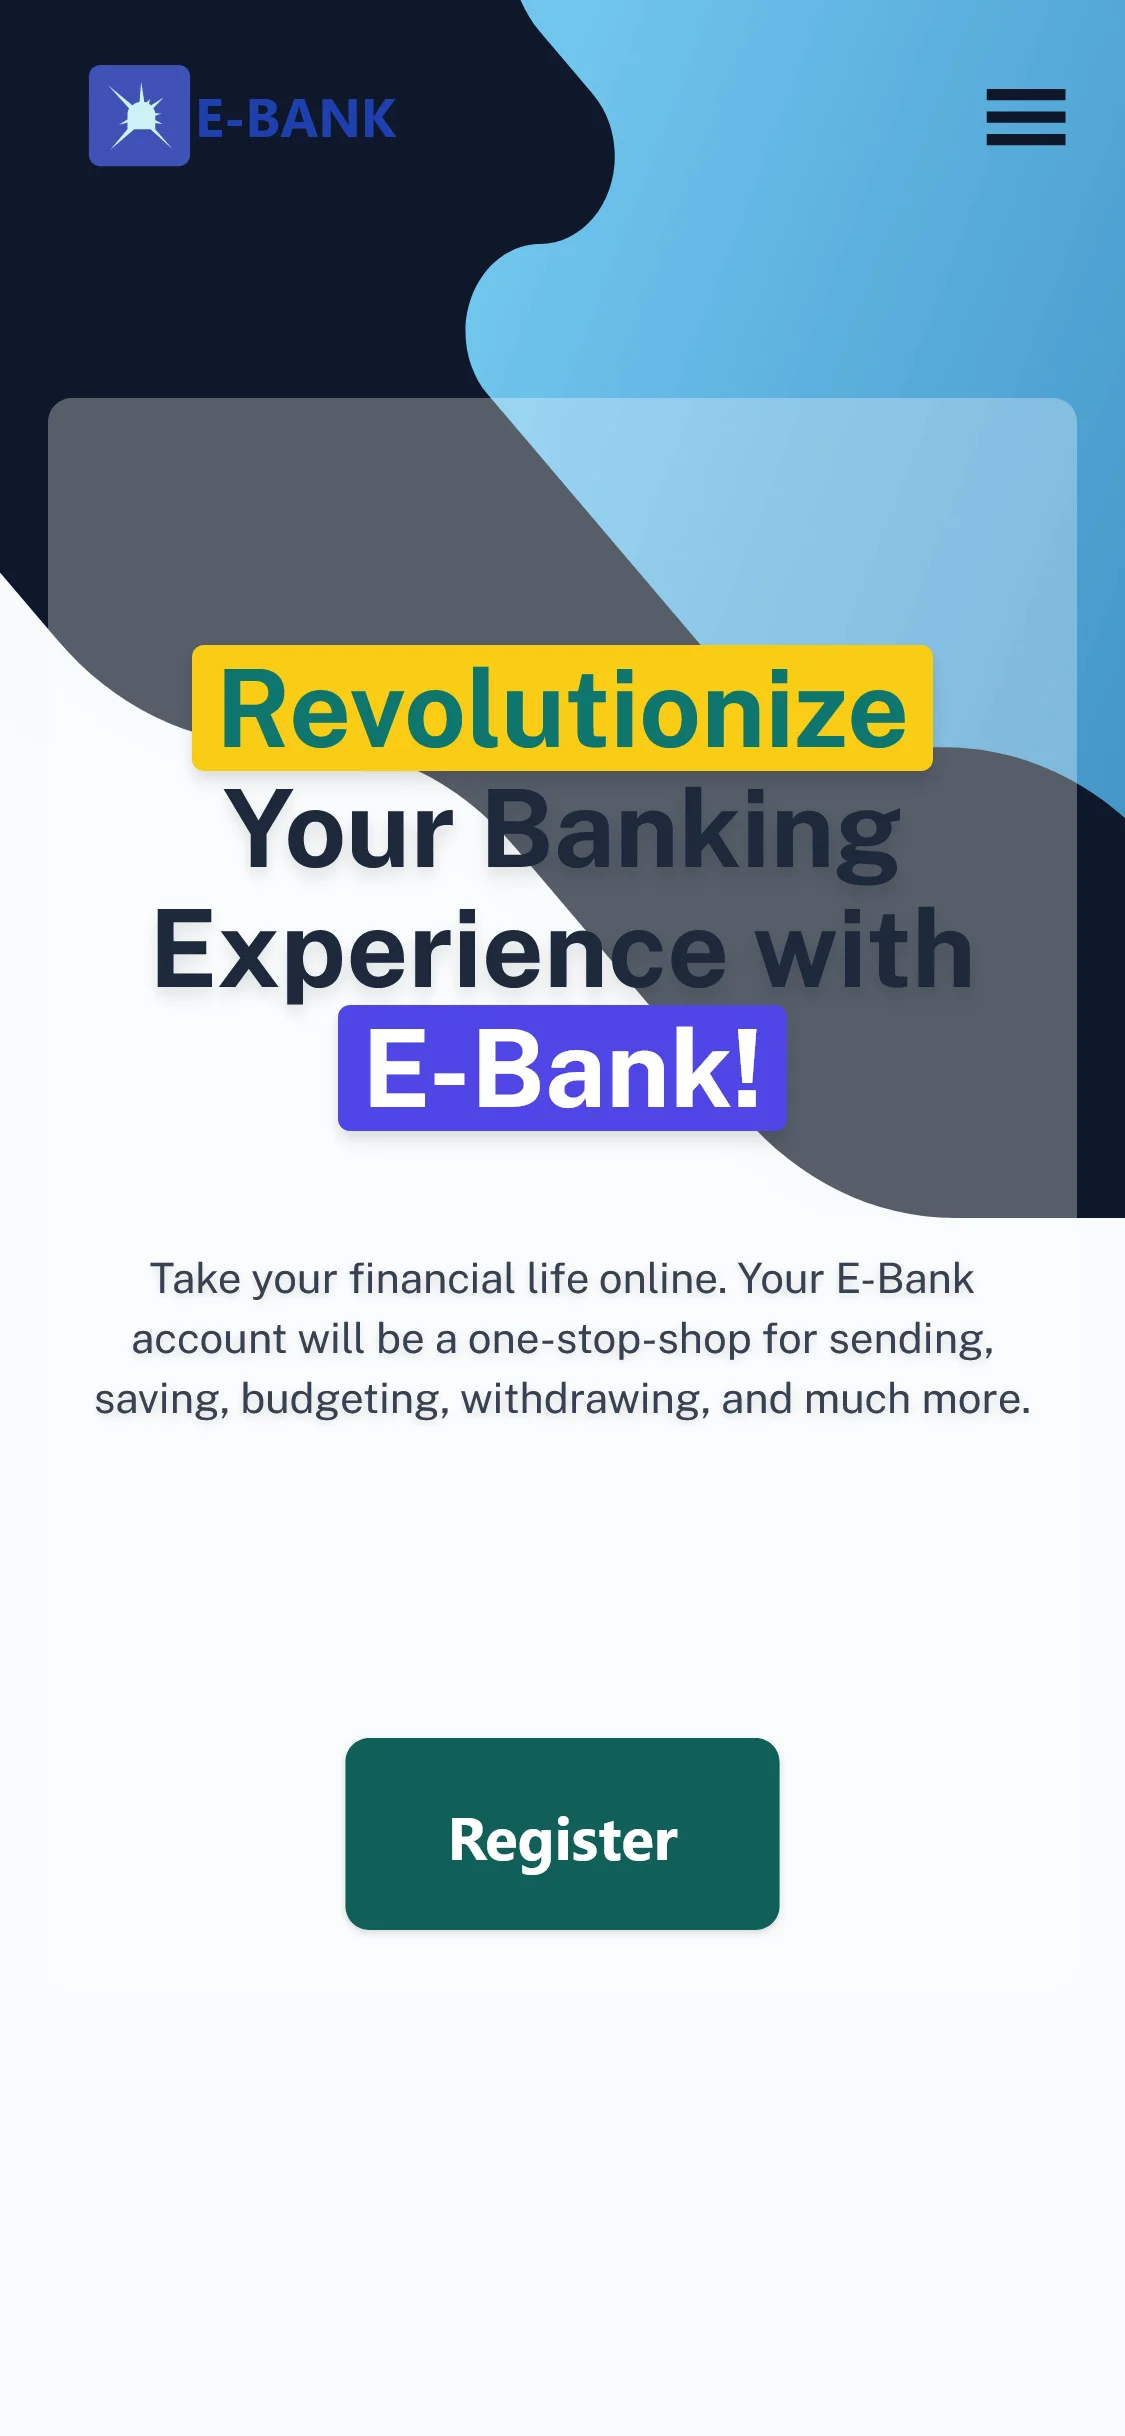 E-BANK
Revolutionize
Your Banking
Experience with
E-Bank!
Take your financial life online. Your E-Bank
account will be a one-stop-shop for sending,
saving, budgeting, withdrawing, and much more.
Register